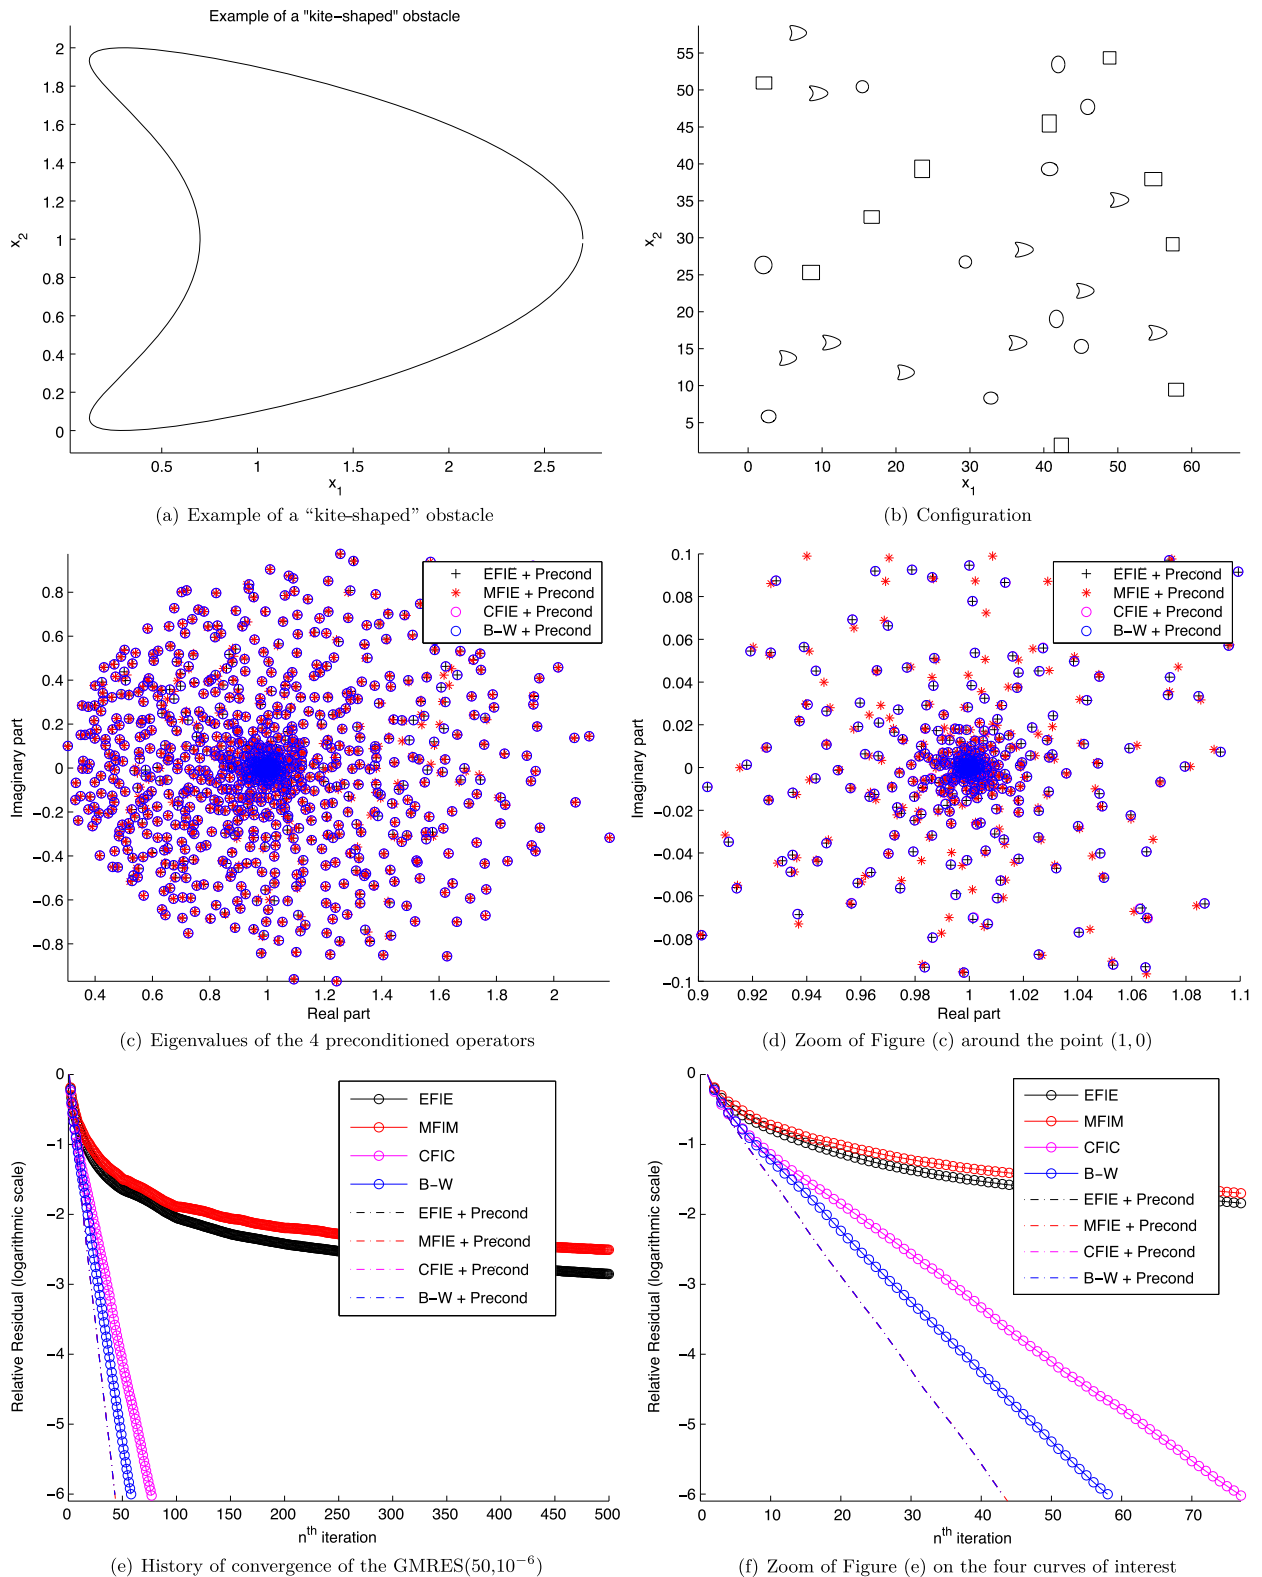 Example of a "kite-shaped" obstacle
2
1.8
1.6
1.4
1.2
1
0.8
0.6
0.4
0.2
0
x2
0.5
1
1.5
2
2.5
x1
(a) Example of a “kite-shaped” obstacle
55
50
45
40
35
30
25
20
15
10
5
x2
0
10
20
30
40
50
60
x1
(b) Configuration
0.8
0.6
0.4
0.2
0
−0.2
−0.4
−0.6
−0.8
Imaginary part
EFIE + Precond
MFIE + Precond
CFIE + Precond
B−W + Precond
0.4
0.6
0.8
1
1.2
1.4
1.6
1.8
2
Real part
(c) Eigenvalues of the 4 preconditioned operators
0.1
0.08
0.06
0.04
0.02
0
−0.02
−0.04
−0.06
−0.08
−0.1
Imaginary part
EFIE + Precond
MFIE + Precond
CFIE + Precond
B−W + Precond
0.9
0.92
0.94
0.96
0.98
1
1.02
1.04
1.06
1.08
1.1
Real part
(d) Zoom of Figure (c) around the point (1, 0)
0
−1
−2
−3
−4
−5
−6
Relative Residual (logarithmic scale)
EFIE
MFIM
CFIC
B−W
EFIE + Precond
MFIE + Precond
CFIE + Precond
B−W + Precond
0
50
100
150
200
250
300
350
400
450
500
nth iteration
(e) History of convergence of the GMRES(50,10−6)
0
−1
−2
−3
−4
−5
−6
Relative Residual (logarithmic scale)
EFIE
MFIM
CFIC
B−W
EFIE + Precond
MFIE + Precond
CFIE + Precond
B−W + Precond
0
10
20
30
40
50
60
70
nth iteration
(f) Zoom of Figure (e) on the four curves of interest